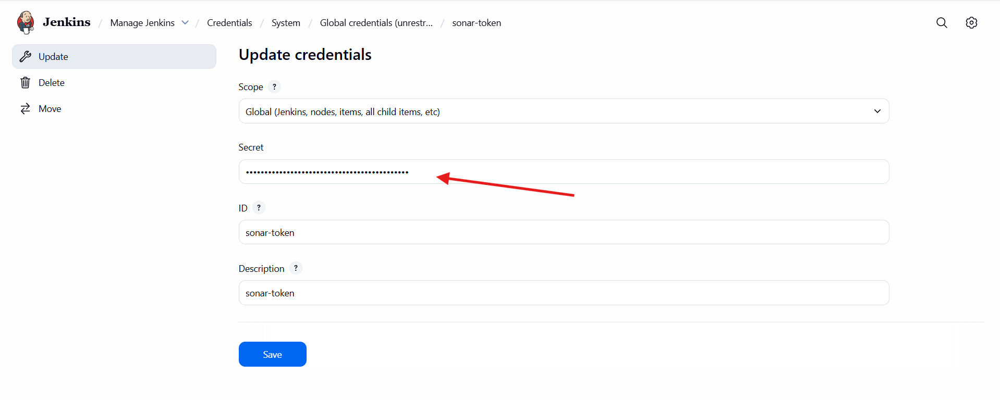 Jenkins / Manage Jenkins / Credentials / System / Global credentials (unrestr... / sonar-token
Update
Delete
Move
Update credentials
Scope ?
Global (Jenkins, nodes, items, all child items, etc)
Secret
••••••••••••••••••••••••••••••••••••••••••••
ID ?
sonar-token
Description ?
sonar-token
Save